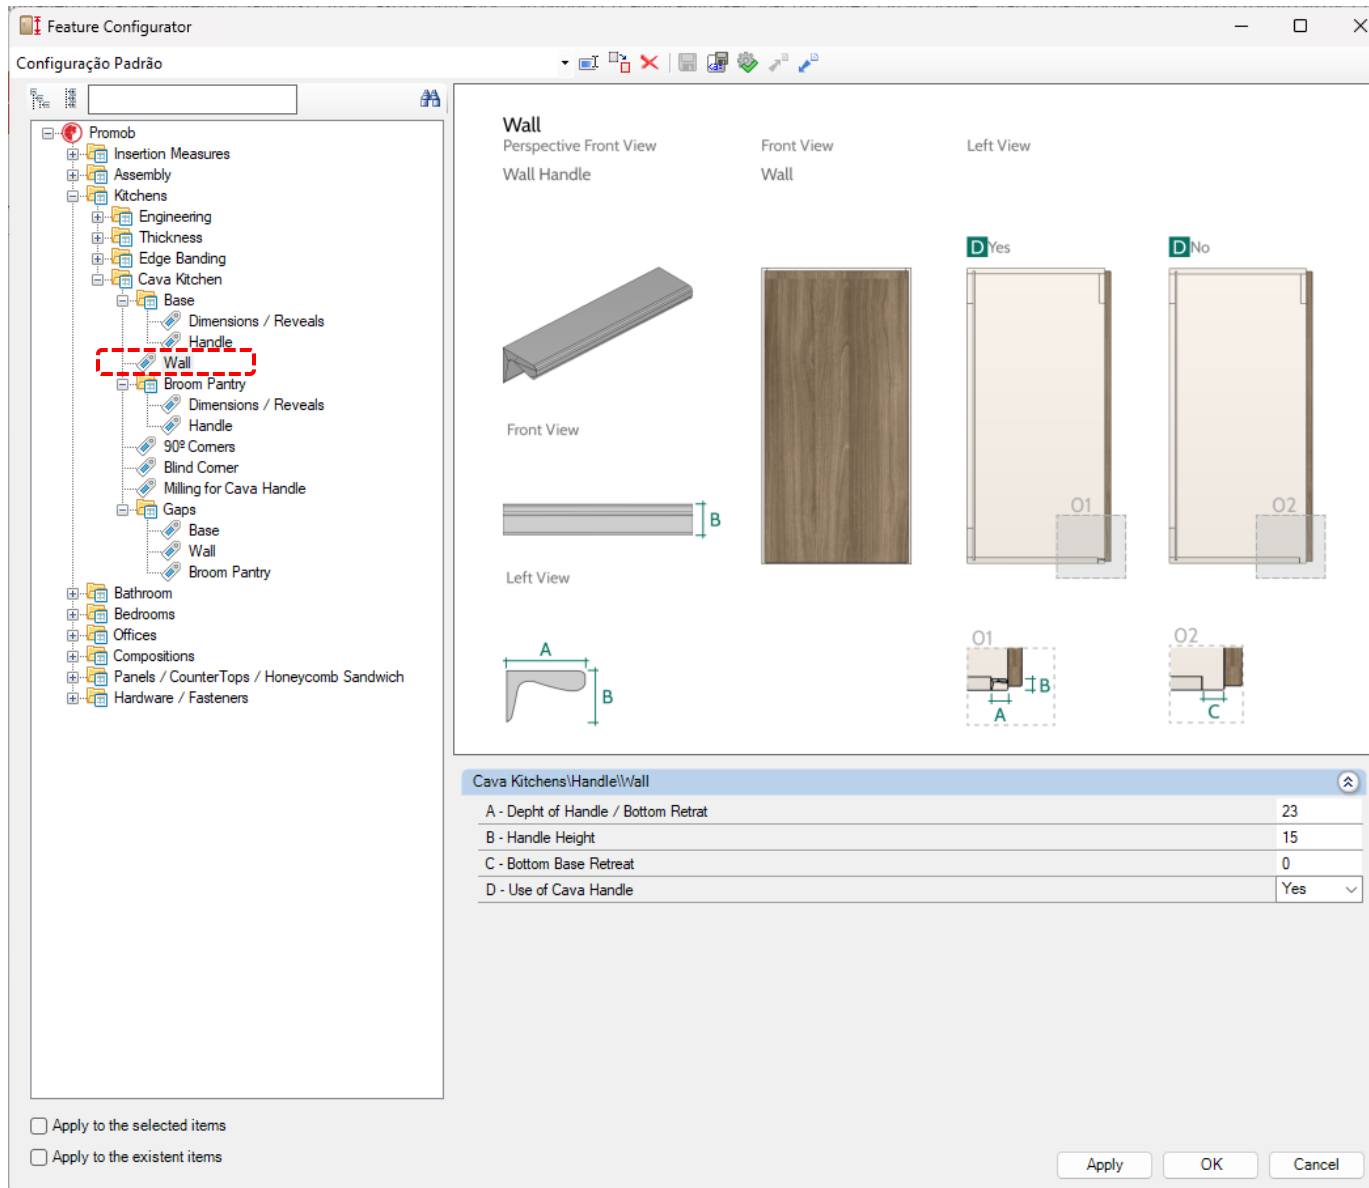 Feature Configurator
Configuração Padrão
Promob
Insertion Measures
Assembly
Kitchens
Engineering
Thickness
Edge Banding
Cava Kitchen
Base
Dimensions / Reveals
Handle
Wall
Broom Pantry
Dimensions / Reveals
Handle
90º Corners
Blind Corner
Milling for Cava Handle
Gaps
Base
Wall
Broom Pantry
Bathroom
Bedrooms
Offices
Compositions
Panels / CounterTops / Honeycomb Sandwich
Hardware / Fasteners
Apply to the selected items
Apply to the existent items
Wall
Perspective Front View
Front View
Left View
Wall Handle
Wall
D Yes
D No
Front View
01
02
B
Left View
A
B
01
02
B
A
C
Cava Kitchens\Handle\Wall
A - Depht of Handle / Bottom Retrat 23
B - Handle Height 15
C - Bottom Base Retreat 0
D - Use of Cava Handle Yes
Apply
OK
Cancel